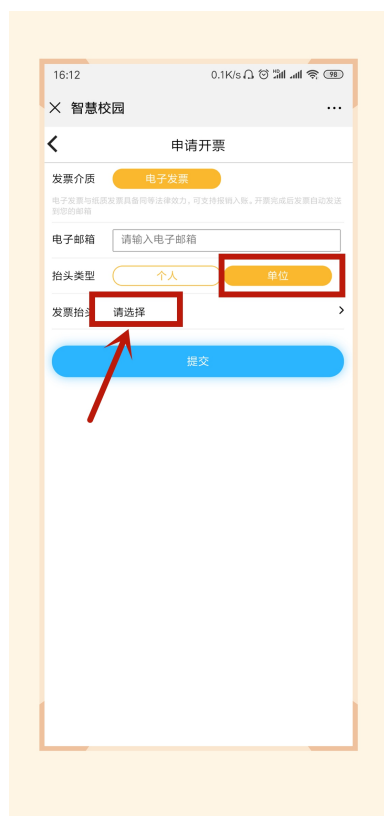 16:12 0.1K/s 98
智慧校园
申请开票
发票介质 电子发票
电子发票与纸质发票具备同等法律效力，可支持报销入账。开票完成后发票自动发送
到您的邮箱
电子邮箱 请输入电子邮箱
抬头类型 个人 单位
发票抬头 请选择
提交